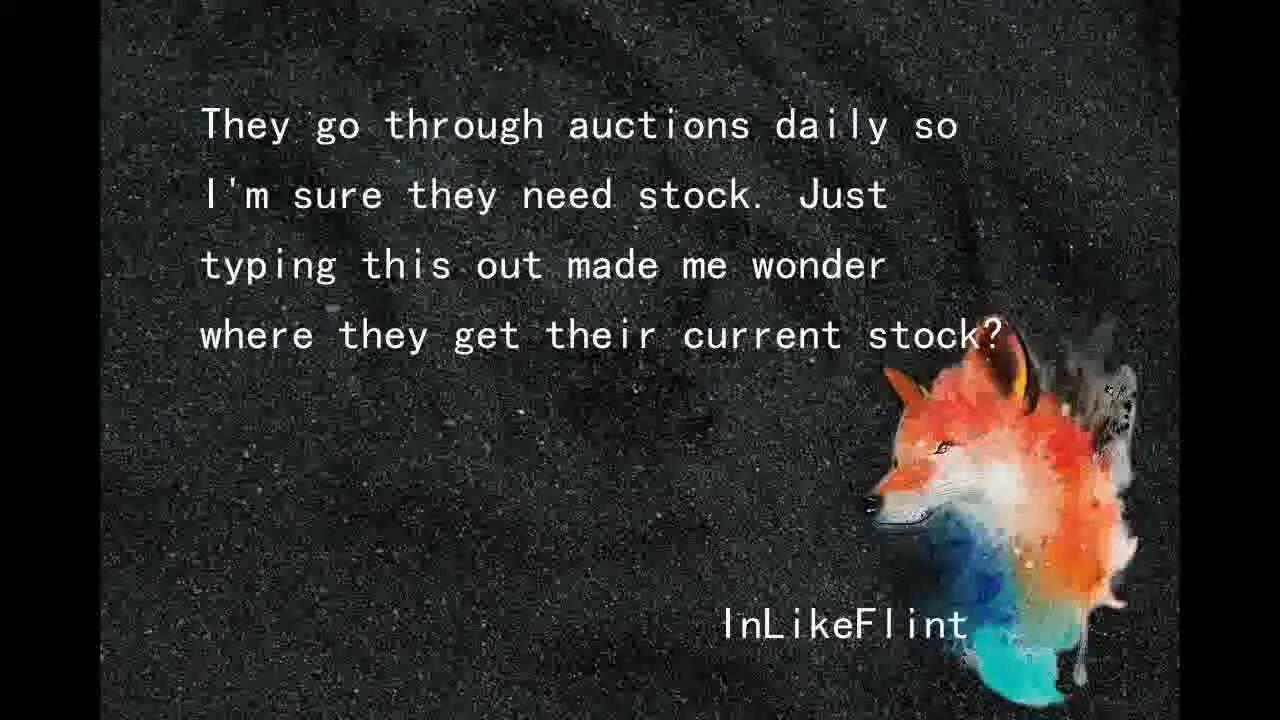 They go through auctions daily so
I'm sure they need stock. Just
typing this out made me wonder
where they get their current stock?
InLikeFlint